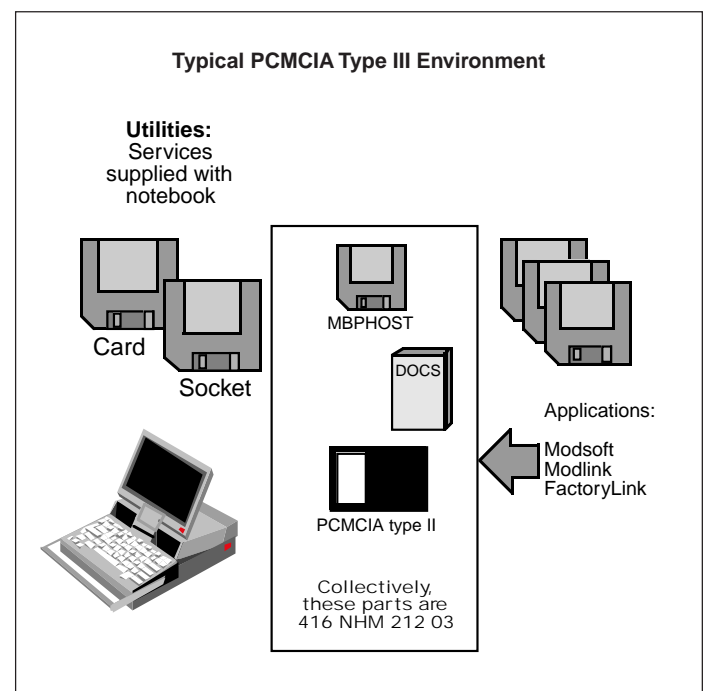 Typical PCMCIA Type III Environment
Utilities:
Services
supplied with
notebook
Card
Socket
MBPHOST
DOCS
PCMCIA type II
Collectively,
these parts are
416 NHM 212 03
Applications:
Modsoft
Modlink
FactoryLink